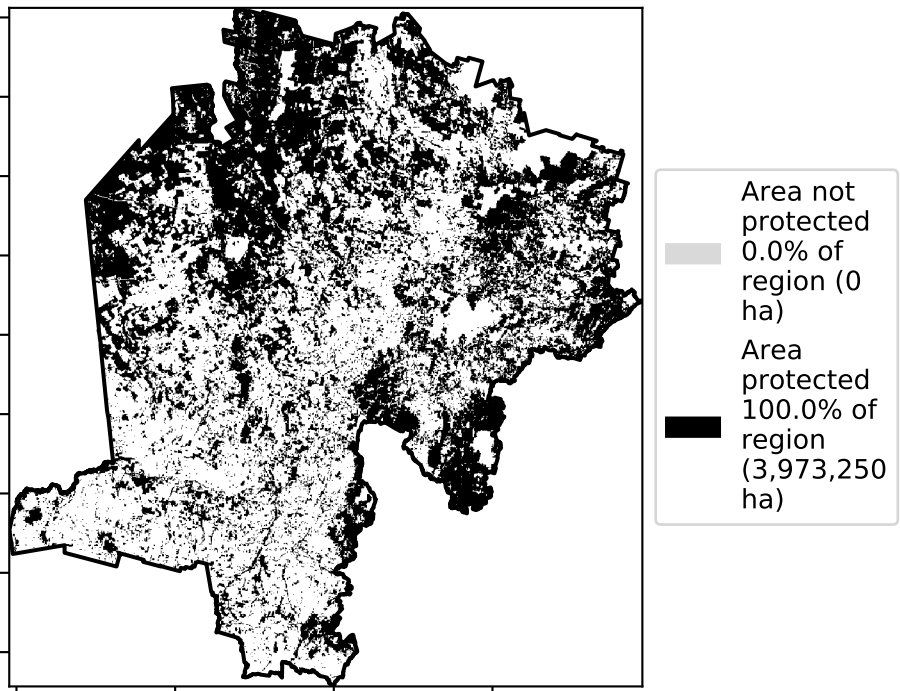 Area not
protected
0.0% of
region (0
ha)
Area
protected
100.0% of
region
(3,973,250
ha)